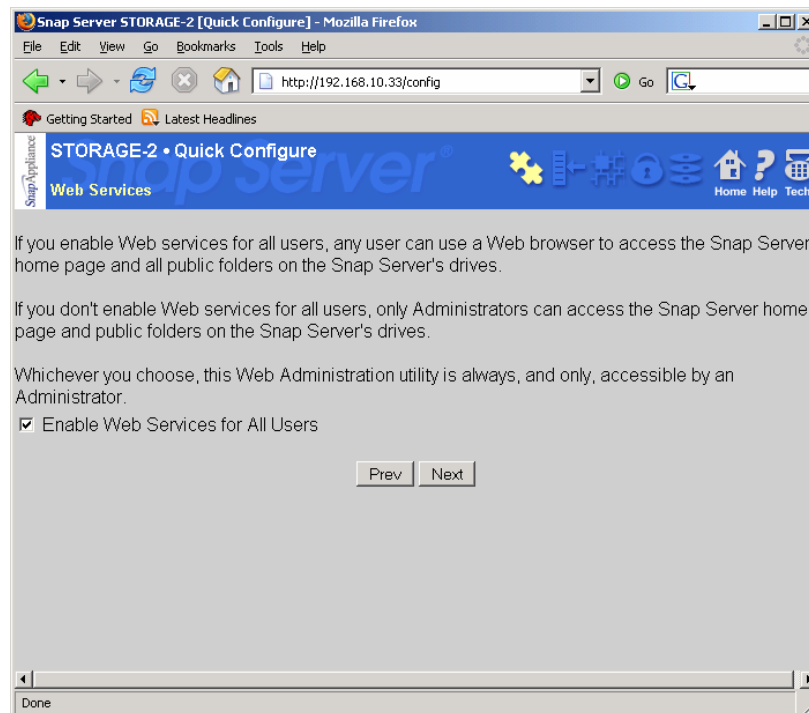 Snap Server STORAGE-2 [Quick Configure] - Mozilla Firefox
File Edit View Go Bookmarks Tools Help
http://192.168.10.33/config Go G
Getting Started Latest Headlines
SnapAppliance
STORAGE-2 • Quick Configure
Snap Server®
Web Services
Home Help Tech
If you enable Web services for all users, any user can use a Web browser to access the Snap Server
home page and all public folders on the Snap Server's drives.
If you don't enable Web services for all users, only Administrators can access the Snap Server home
page and public folders on the Snap Server's drives.
Whichever you choose, this Web Administration utility is always, and only, accessible by an
Administrator.
Enable Web Services for All Users
Prev Next
Done